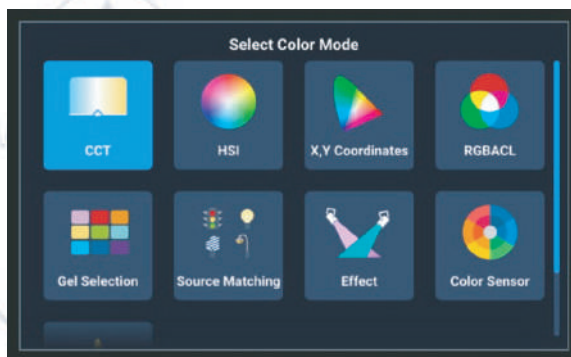 Select Color Mode
CCT
HSI
X,Y Coordinates
RGBACL
Gel Selection
Source Matching
Effect
Color Sensor